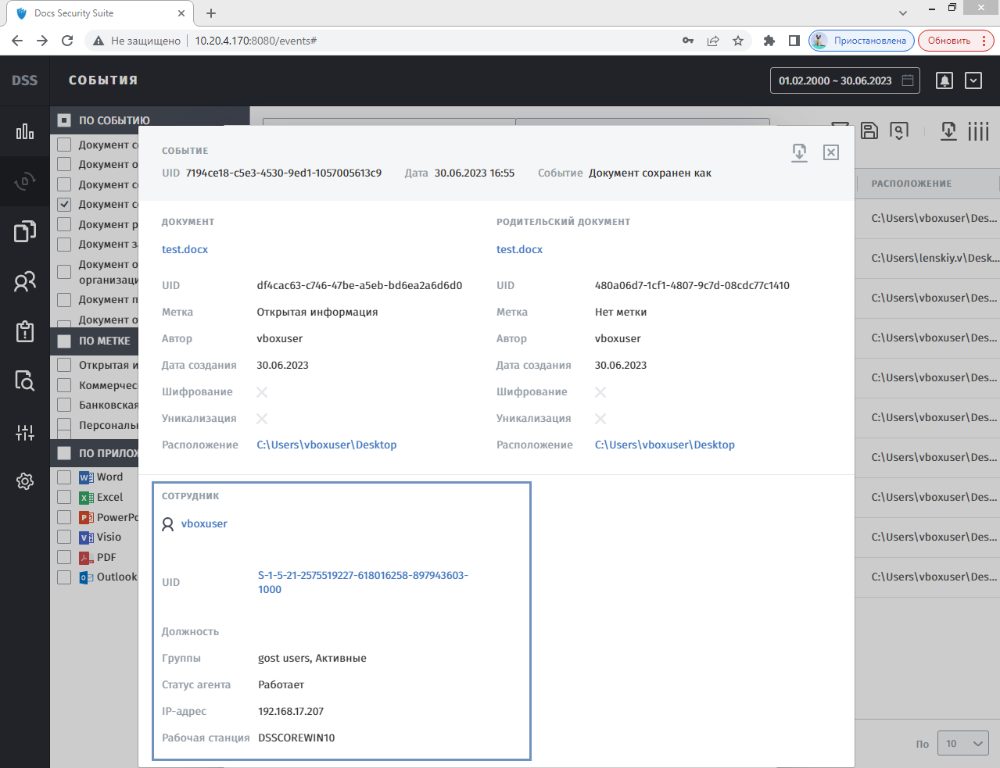 Docs Security Suite
Не защищено
10.20.4.170:8080/events#
Приостановлена
Обновить
DSS
СОБЫТИЯ
01.02.2000 ~ 30.06.2023
ПО СОБЫТИЮ
Документ со
Документ о
Документ со
Документ со
Документ р
Документ за
Документ о
организаци
Документ п
Документ о
ПО МЕТКЕ
Открытая и
Коммерчес
Банковская
Персональн
ПО ПРИЛОЖ
Word
Excel
PowerPo
Visio
PDF
Outlook
СОБЫТИЕ
UID 7194ce18-c5e3-4530-9ed1-1057005613c9 Дата 30.06.2023 16:55 Событие Документ сохранен как
ДОКУМЕНТ
test.docx
UID df4cac63-c746-47be-a5eb-bd6ea2a6d6d0
Метка Открытая информация
Автор vboxuser
Дата создания 30.06.2023
Шифрование
Уникализация
Расположение C:\Users\vboxuser\Desktop
РОДИТЕЛЬСКИЙ ДОКУМЕНТ
test.docx
UID 480a06d7-1cf1-4807-9c7d-08cdc77c1410
Метка Нет метки
Автор vboxuser
Дата создания 30.06.2023
Шифрование
Уникализация
Расположение C:\Users\vboxuser\Desktop
СОТРУДНИК
vboxuser
UID S-1-5-21-2575519227-618016258-897943603-
1000
Должность
Группы gost users, Активные
Статус агента Работает
IP-адрес 192.168.17.207
Рабочая станция DSSCOREWIN10
РАСПОЛОЖЕНИЕ
C:\Users\vboxuser\Des...
C:\Users\lenskiy.v\Desk...
C:\Users\vboxuser\Des...
C:\Users\vboxuser\Des...
C:\Users\vboxuser\Des...
C:\Users\vboxuser\Des...
C:\Users\vboxuser\Des...
C:\Users\vboxuser\Des...
C:\Users\vboxuser\Des...
C:\Users\vboxuser\Des...
По 10